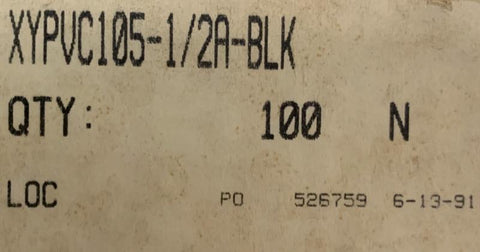 XYPVC105-1/2A-BLK
QTY: 100 N
LOC PO 526759 6-13-91